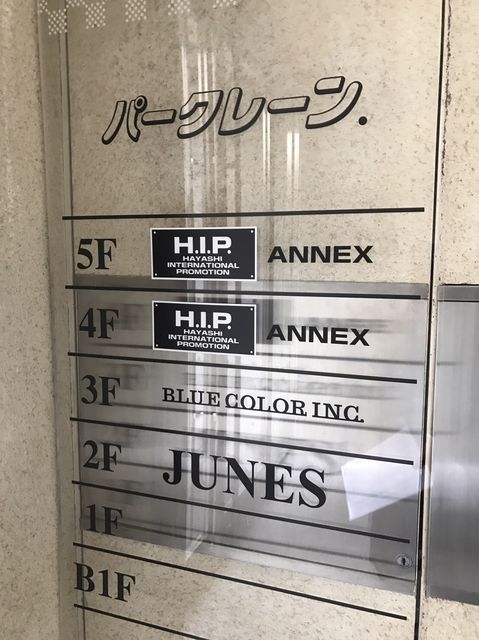 パークレーン.
5F H.I.P. HAYASHI INTERNATIONAL PROMOTION ANNEX
4F H.I.P. HAYASHI INTERNATIONAL PROMOTION ANNEX
3F BLUE COLOR INC.
2F JUNES
1F
B1F